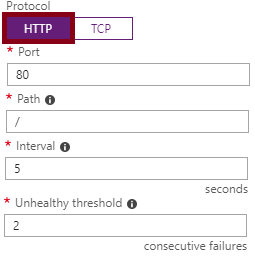 Protocol
HTTP TCP
* Port
80
* Path
/
* Interval
5
seconds
* Unhealthy threshold
2
consecutive failures